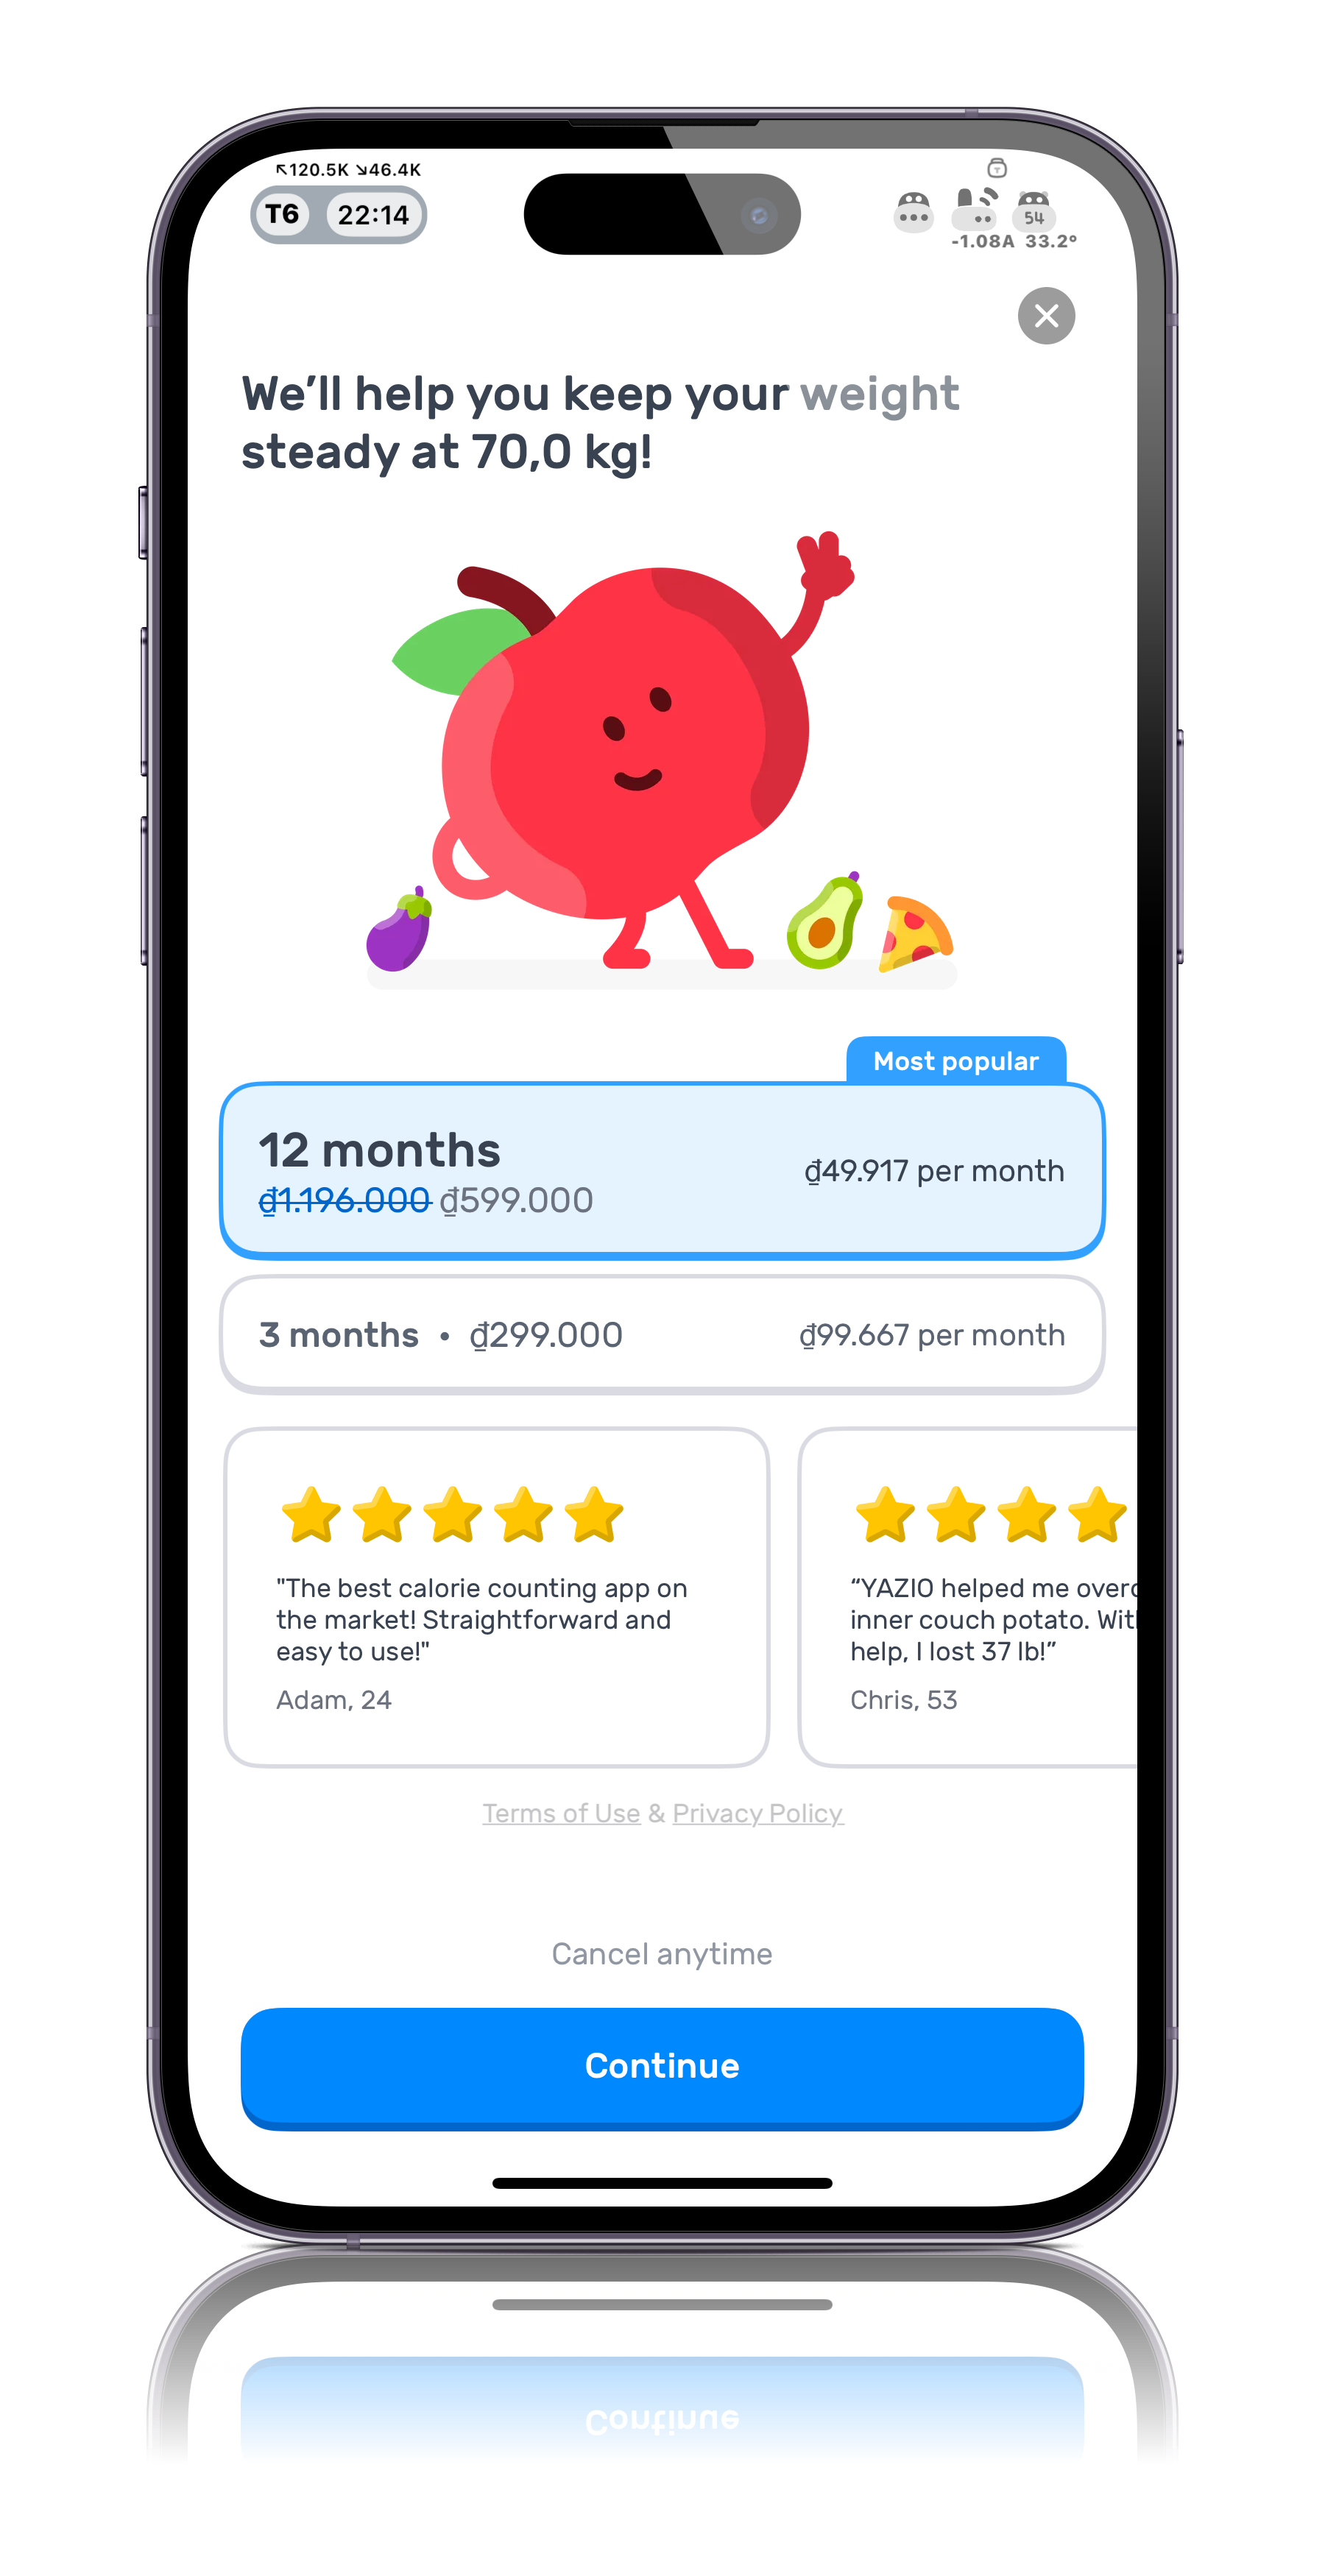 ↖120.5K ↘46.4K
T6 22:14
54
-1.08A 33.2°
We’ll help you keep your weight
steady at 70,0 kg!
Most popular
12 months
₫1.196.000 ₫599.000
₫49.917 per month
3 months • ₫299.000
₫99.667 per month
"The best calorie counting app on
the market! Straightforward and
easy to use!"
Adam, 24
“YAZIO helped me
inner couch potato.
help, I lost 37 lb!”
Chris, 53
Terms of Use & Privacy Policy
Cancel anytime
Continue
Continue